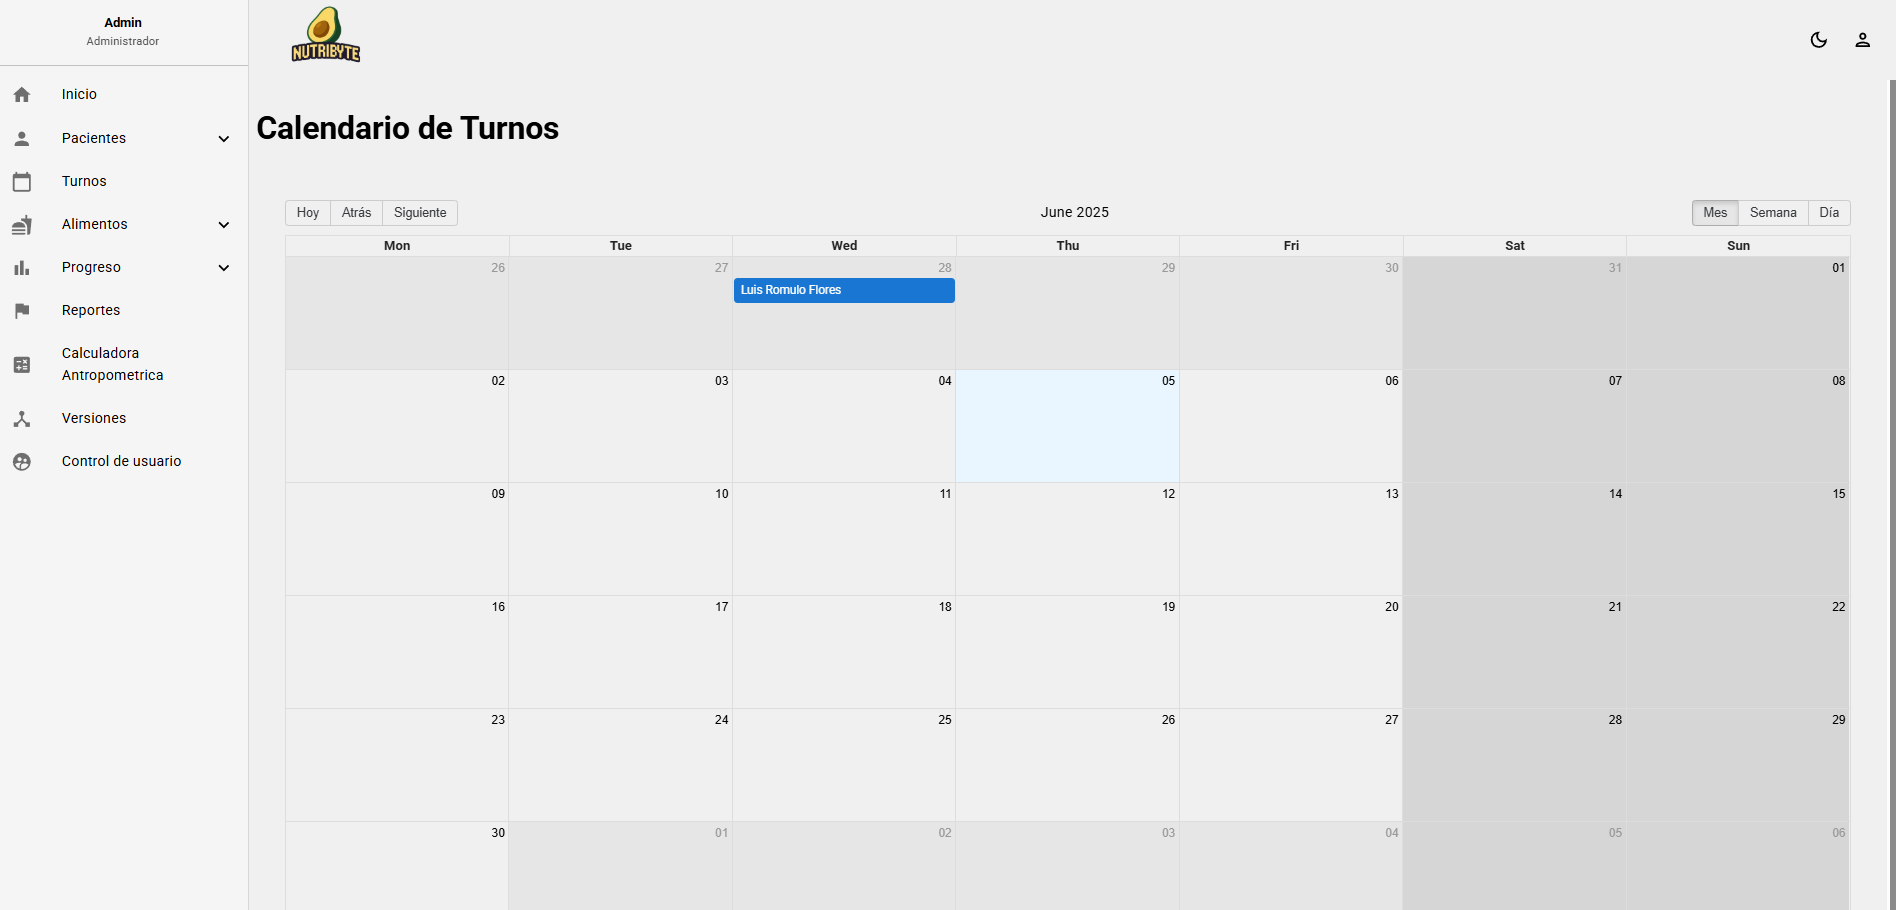 Admin
Administrador
Inicio
Pacientes
Turnos
Alimentos
Progreso
Reportes
Calculadora
Antropometrica
Versiones
Control de usuario
NUTRIBYTE
Calendario de Turnos
Hoy Atrás Siguiente June 2025 Mes Semana Día
Mon Tue Wed Thu Fri Sat Sun
26 27 28 29 30 31 01
Luis Romulo Flores
02 03 04 05 06 07 08
09 10 11 12 13 14 15
16 17 18 19 20 21 22
23 24 25 26 27 28 29
30 01 02 03 04 05 06